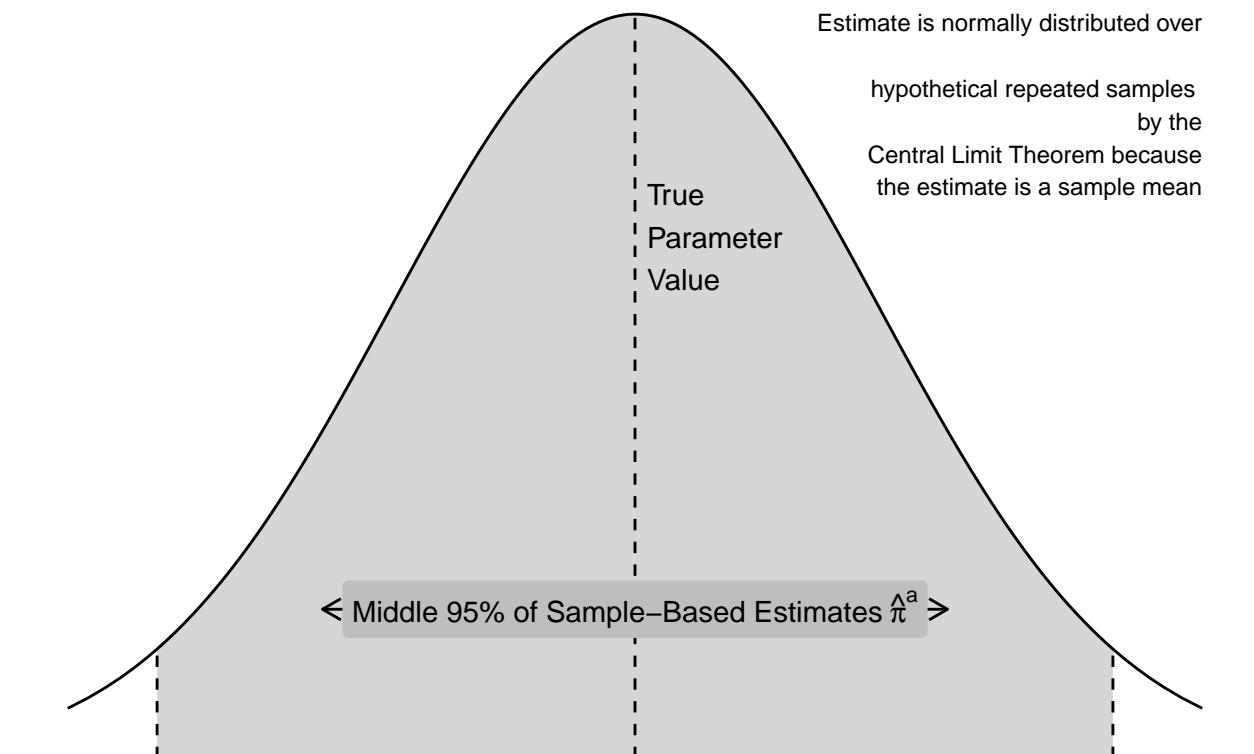 Estimate is normally distributed over
hypothetical repeated samples
by the
Central Limit Theorem because
the estimate is a sample mean
True
Parameter
Value
Middle 95% of Sample−Based Estimates π̂ᵃ